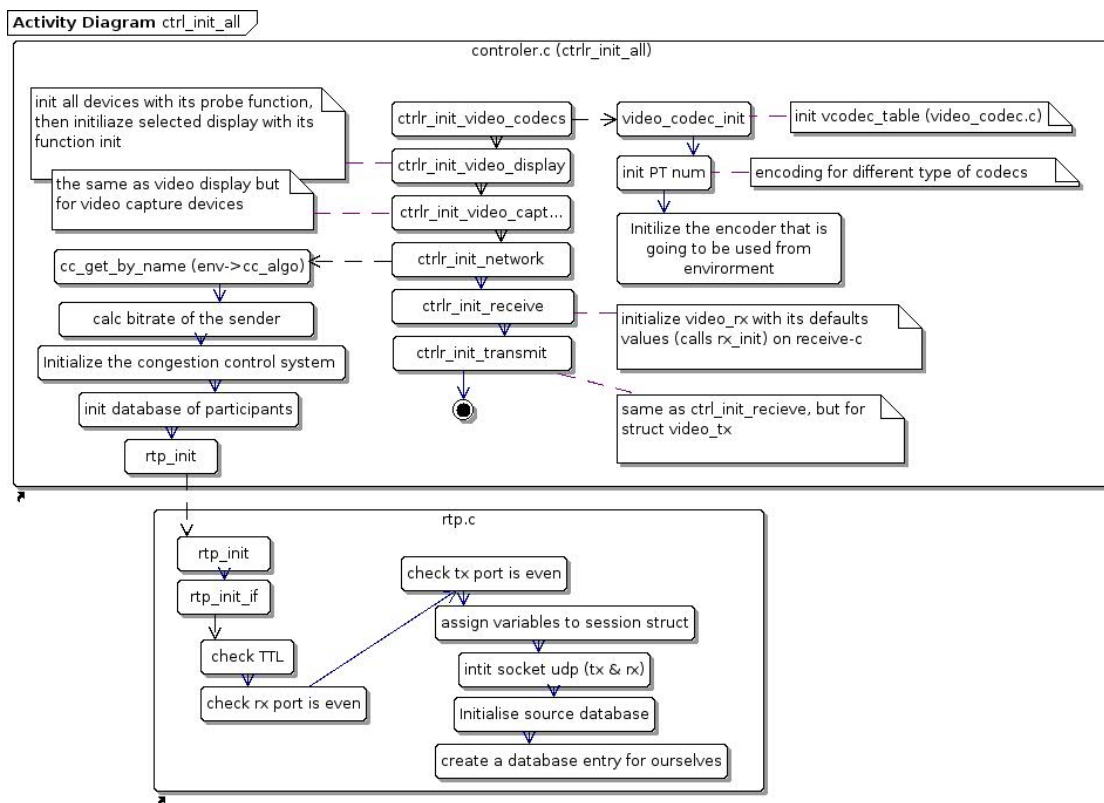 Activity Diagram ctrl_init_all
controler.c (ctrlr_init_all)
init all devices with its probe function,
then initiliaze selected display with its
function init
the same as video display but
for video capture devices
ctrlr_init_video_codecs
ctrlr_init_video_display
ctrlr_init_video_capt...
ctrlr_init_network
ctrlr_init_receive
ctrlr_init_transmit
video_codec_init
init vcodec_table (video_codec.c)
init PT num
encoding for different type of codecs
Initilize the encoder that is
going to be used from
envirorment
initialize video_rx with its defaults
values (calls rx_init) on receive-c
same as ctrl_init_recieve, but for
struct video_tx
cc_get_by_name (env->cc_algo)
calc bitrate of the sender
Initialize the congestion control system
init database of participants
rtp_init
rtp.c
rtp_init
rtp_init_if
check TTL
check rx port is even
check tx port is even
assign variables to session struct
intit socket udp (tx & rx)
Initialise source database
create a database entry for ourselves